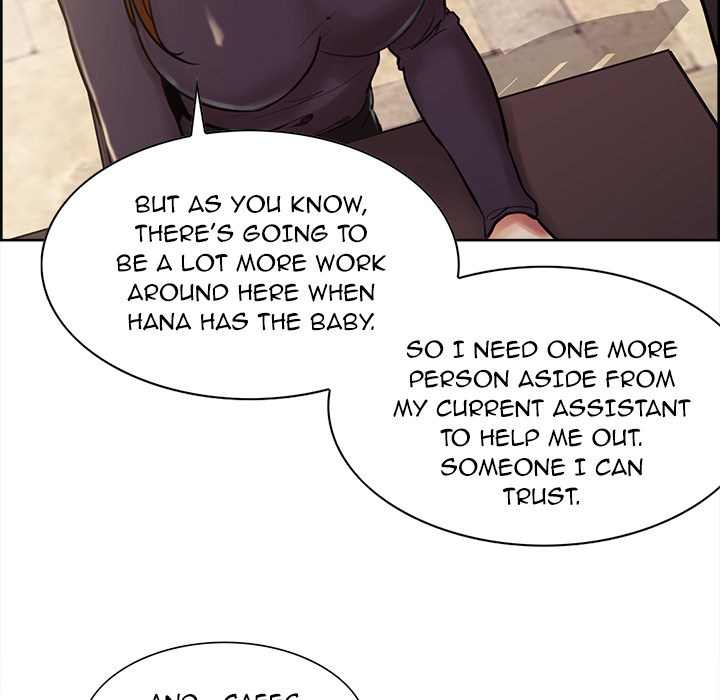 BUT AS YOU KNOW,
THERE'S GOING TO
BE A LOT MORE WORK
AROUND HERE WHEN
HANA HAS THE BABY.
SO I NEED ONE MORE
PERSON ASIDE FROM
MY CURRENT ASSISTANT
TO HELP ME OUT.
SOMEONE I CAN
TRUST.